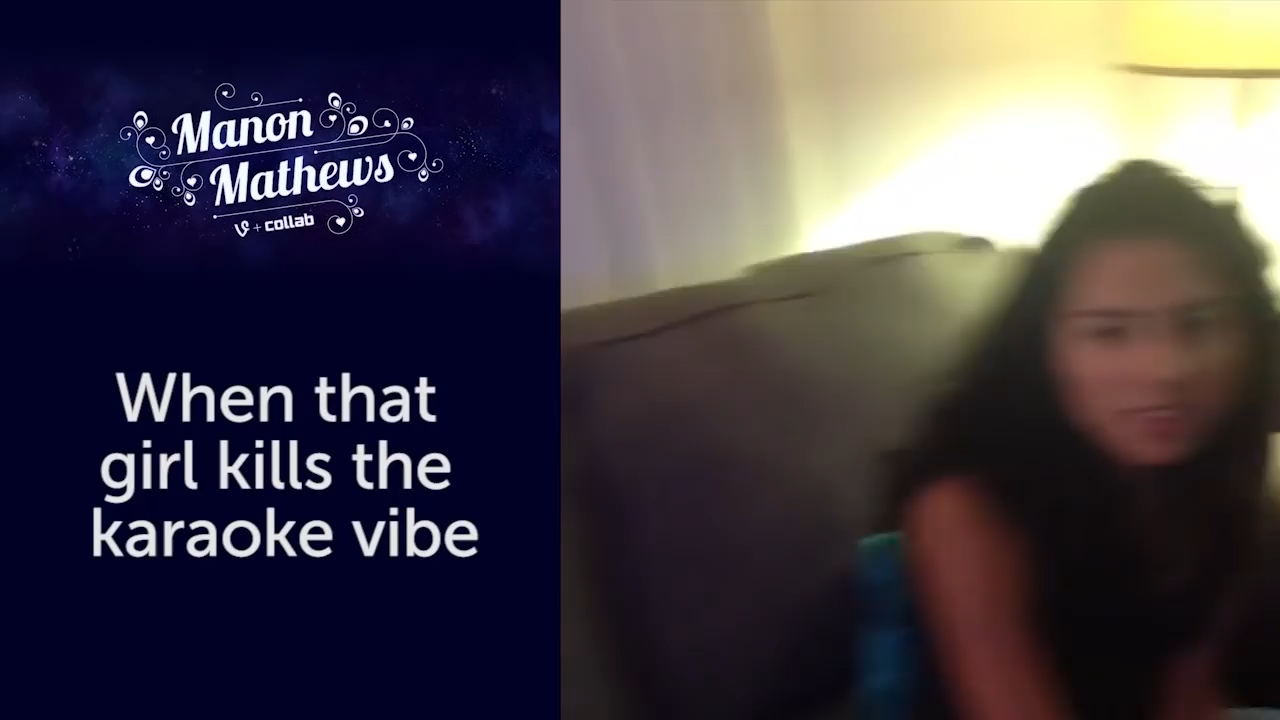 Manon
Mathews
+ collab
When that
girl kills the
karaoke vibe